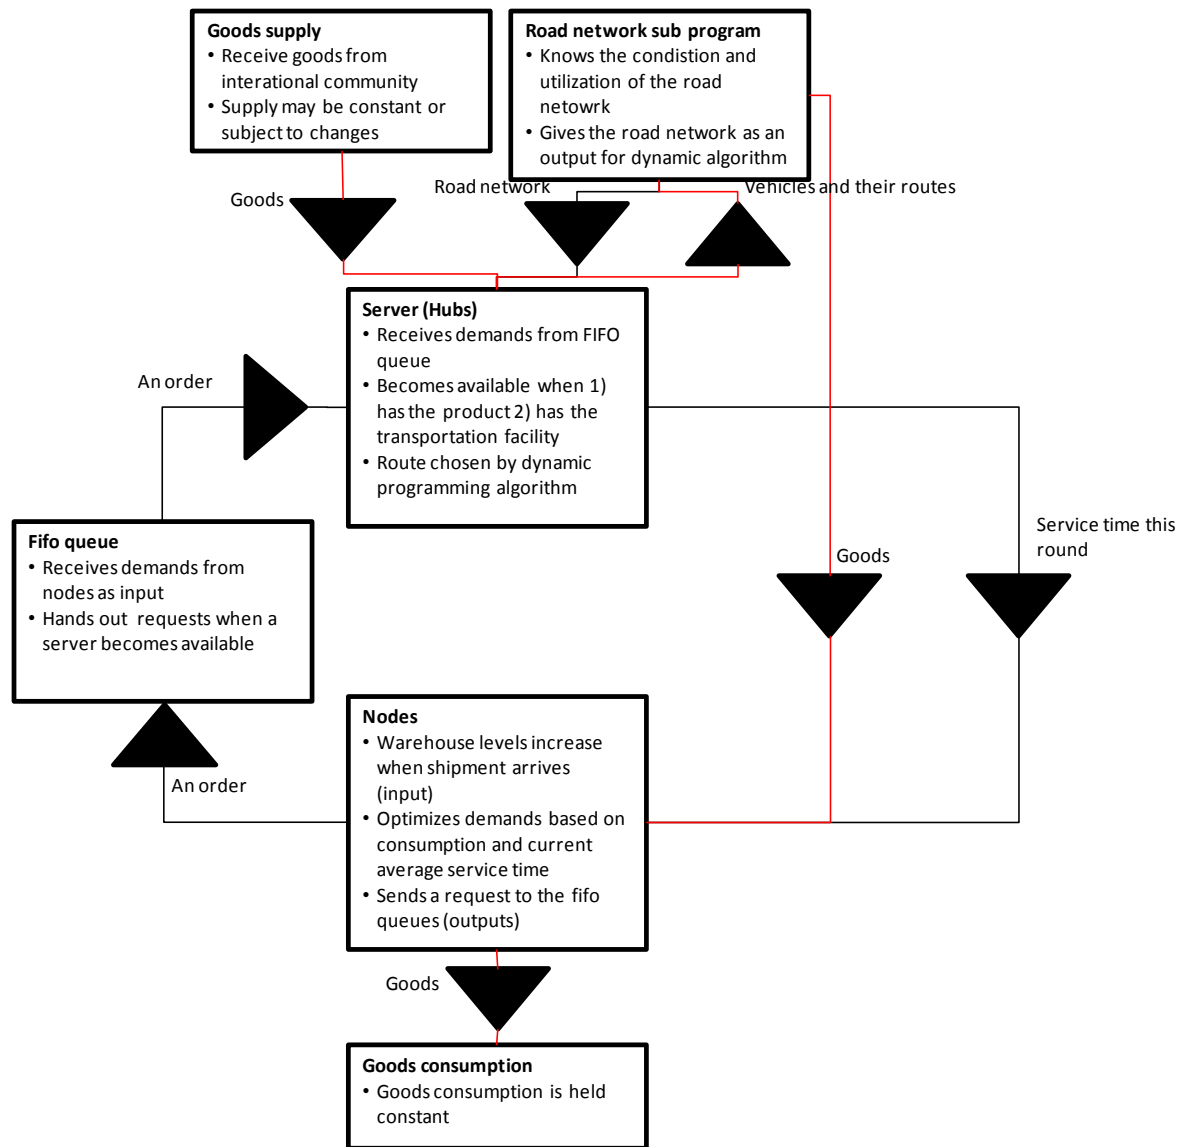 Goods supply
• Receive goods from
interational community
• Supply may be constant or
subject to changes
Road network sub program
• Knows the condistion and
utilization of the road
netowrk
• Gives the road network as an
output for dynamic algorithm
Goods
Road network
Vehicles and their routes
Server (Hubs)
• Receives demands from FIFO
queue
• Becomes available when 1)
has the product 2) has the
transportation facility
• Route chosen by dynamic
programming algorithm
An order
Fifo queue
• Receives demands from
nodes as input
• Hands out requests when a
server becomes available
Goods
Service time this
round
An order
Nodes
• Warehouse levels increase
when shipment arrives
(input)
• Optimizes demands based on
consumption and current
average service time
• Sends a request to the fifo
queues (outputs)
Goods
Goods consumption
• Goods consumption is held
constant